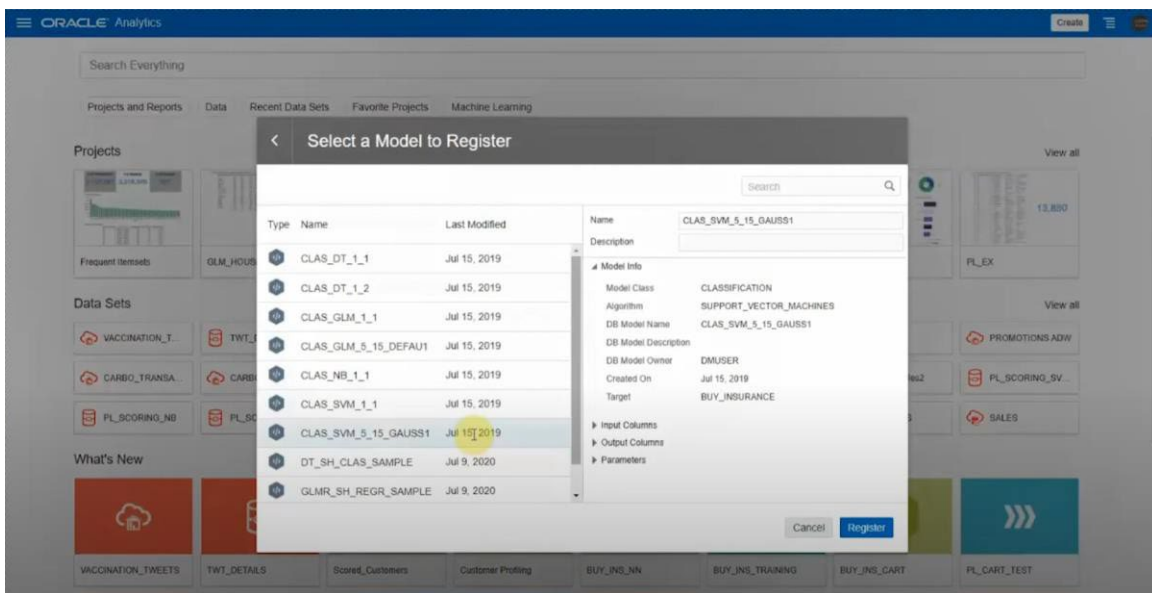 ORACLE Analytics
Create
Search Everything
Projects and Reports Data Recent Data Sets Favorite Projects Machine Learning
Projects
View all
Select a Model to Register
Search
Type Name Last Modified
CLAS_DT_1_1 Jul 15, 2019
CLAS_DT_1_2 Jul 15, 2019
CLAS_GLM_1_1 Jul 15, 2019
CLAS_GLM_5_15_DEFAU1 Jul 15, 2019
CLAS_NB_1_1 Jul 15, 2019
CLAS_SVM_1_1 Jul 15, 2019
CLAS_SVM_5_15_GAUSS1 Jul 15, 2019
DT_SH_CLAS_SAMPLE Jul 9, 2020
GLMR_SH_REGR_SAMPLE Jul 9, 2020
Name CLAS_SVM_5_15_GAUSS1
Description
Model Info
Model Class CLASSIFICATION
Algorithm SUPPORT_VECTOR_MACHINES
DB Model Name CLAS_SVM_5_15_GAUSS1
DB Model Description
DB Model Owner DMUSER
Created On Jul 15, 2019
Target BUY_INSURANCE
Input Columns
Output Columns
Parameters
Cancel Register
13,890
Frequent itemsets GLM_HOUS PL_EX
Data Sets
View all
VACCINATION_T... TWT_ PROMOTIONS.ADW
CARBO_TRANSA... CARB PL_SCORING_SV...
PL_SCORING_NB PL_SC SALES
What's New
VACCINATION_TWEETS TWT_DETAILS Scored_Customers Customer Profiling BUY_INS_NN BUY_INS_TRAINING BUY_INS_CART PL_CART_TEST